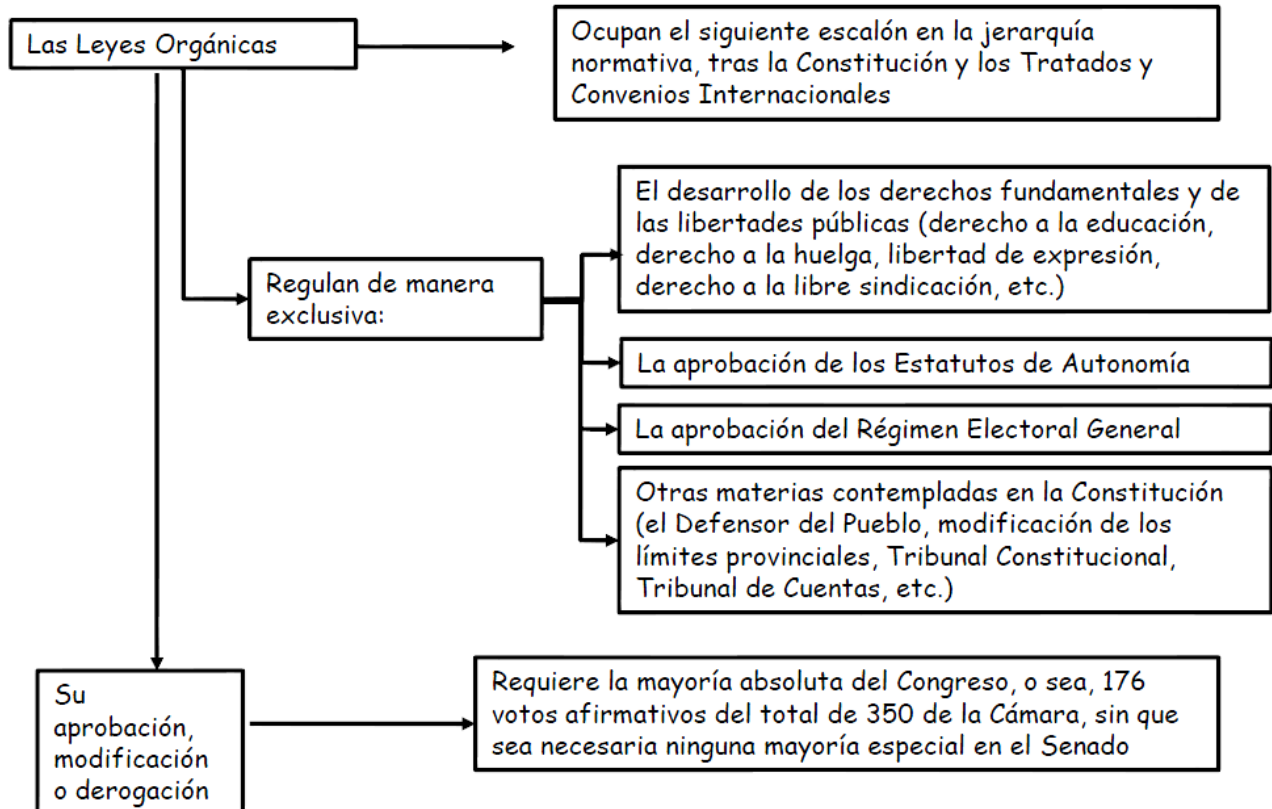 Las Leyes Orgánicas
Ocupan el siguiente escalón en la jerarquía
normativa, tras la Constitución y los Tratados y
Convenios Internacionales
El desarrollo de los derechos fundamentales y de
las libertades públicas (derecho a la educación,
derecho a la huelga, libertad de expresión,
derecho a la libre sindicación, etc.)
Regulan de manera
exclusiva:
La aprobación de los Estatutos de Autonomía
La aprobación del Régimen Electoral General
Otras materias contempladas en la Constitución
(el Defensor del Pueblo, modificación de los
límites provinciales, Tribunal Constitucional,
Tribunal de Cuentas, etc.)
Su
aprobación,
modificación
o derogación
Requiere la mayoría absoluta del Congreso, o sea, 176
votos afirmativos del total de 350 de la Cámara, sin que
sea necesaria ninguna mayoría especial en el Senado